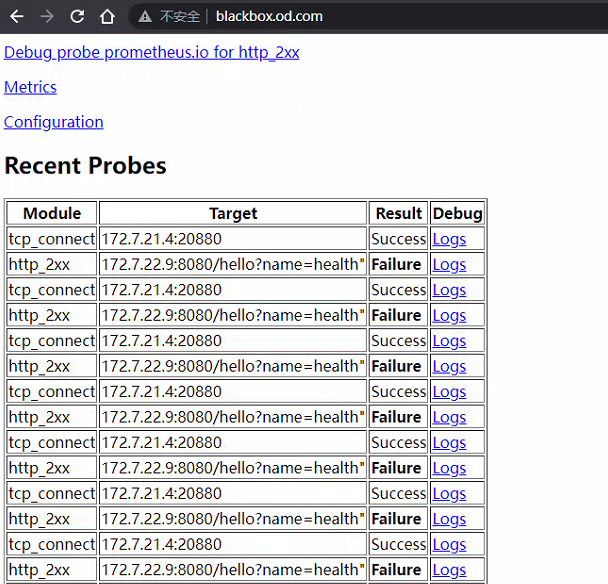 不安全 | blackbox.od.com
Debug probe prometheus.io for http_2xx
Metrics
Configuration
Recent Probes
Module Target Result Debug
tcp_connect 172.7.21.4:20880 Success Logs
http_2xx 172.7.22.9:8080/hello?name=health" Failure Logs
tcp_connect 172.7.21.4:20880 Success Logs
http_2xx 172.7.22.9:8080/hello?name=health" Failure Logs
tcp_connect 172.7.21.4:20880 Success Logs
http_2xx 172.7.22.9:8080/hello?name=health" Failure Logs
tcp_connect 172.7.21.4:20880 Success Logs
http_2xx 172.7.22.9:8080/hello?name=health" Failure Logs
tcp_connect 172.7.21.4:20880 Success Logs
http_2xx 172.7.22.9:8080/hello?name=health" Failure Logs
tcp_connect 172.7.21.4:20880 Success Logs
http_2xx 172.7.22.9:8080/hello?name=health" Failure Logs
tcp_connect 172.7.21.4:20880 Success Logs
http_2xx 172.7.22.9:8080/hello?name=health" Failure Logs